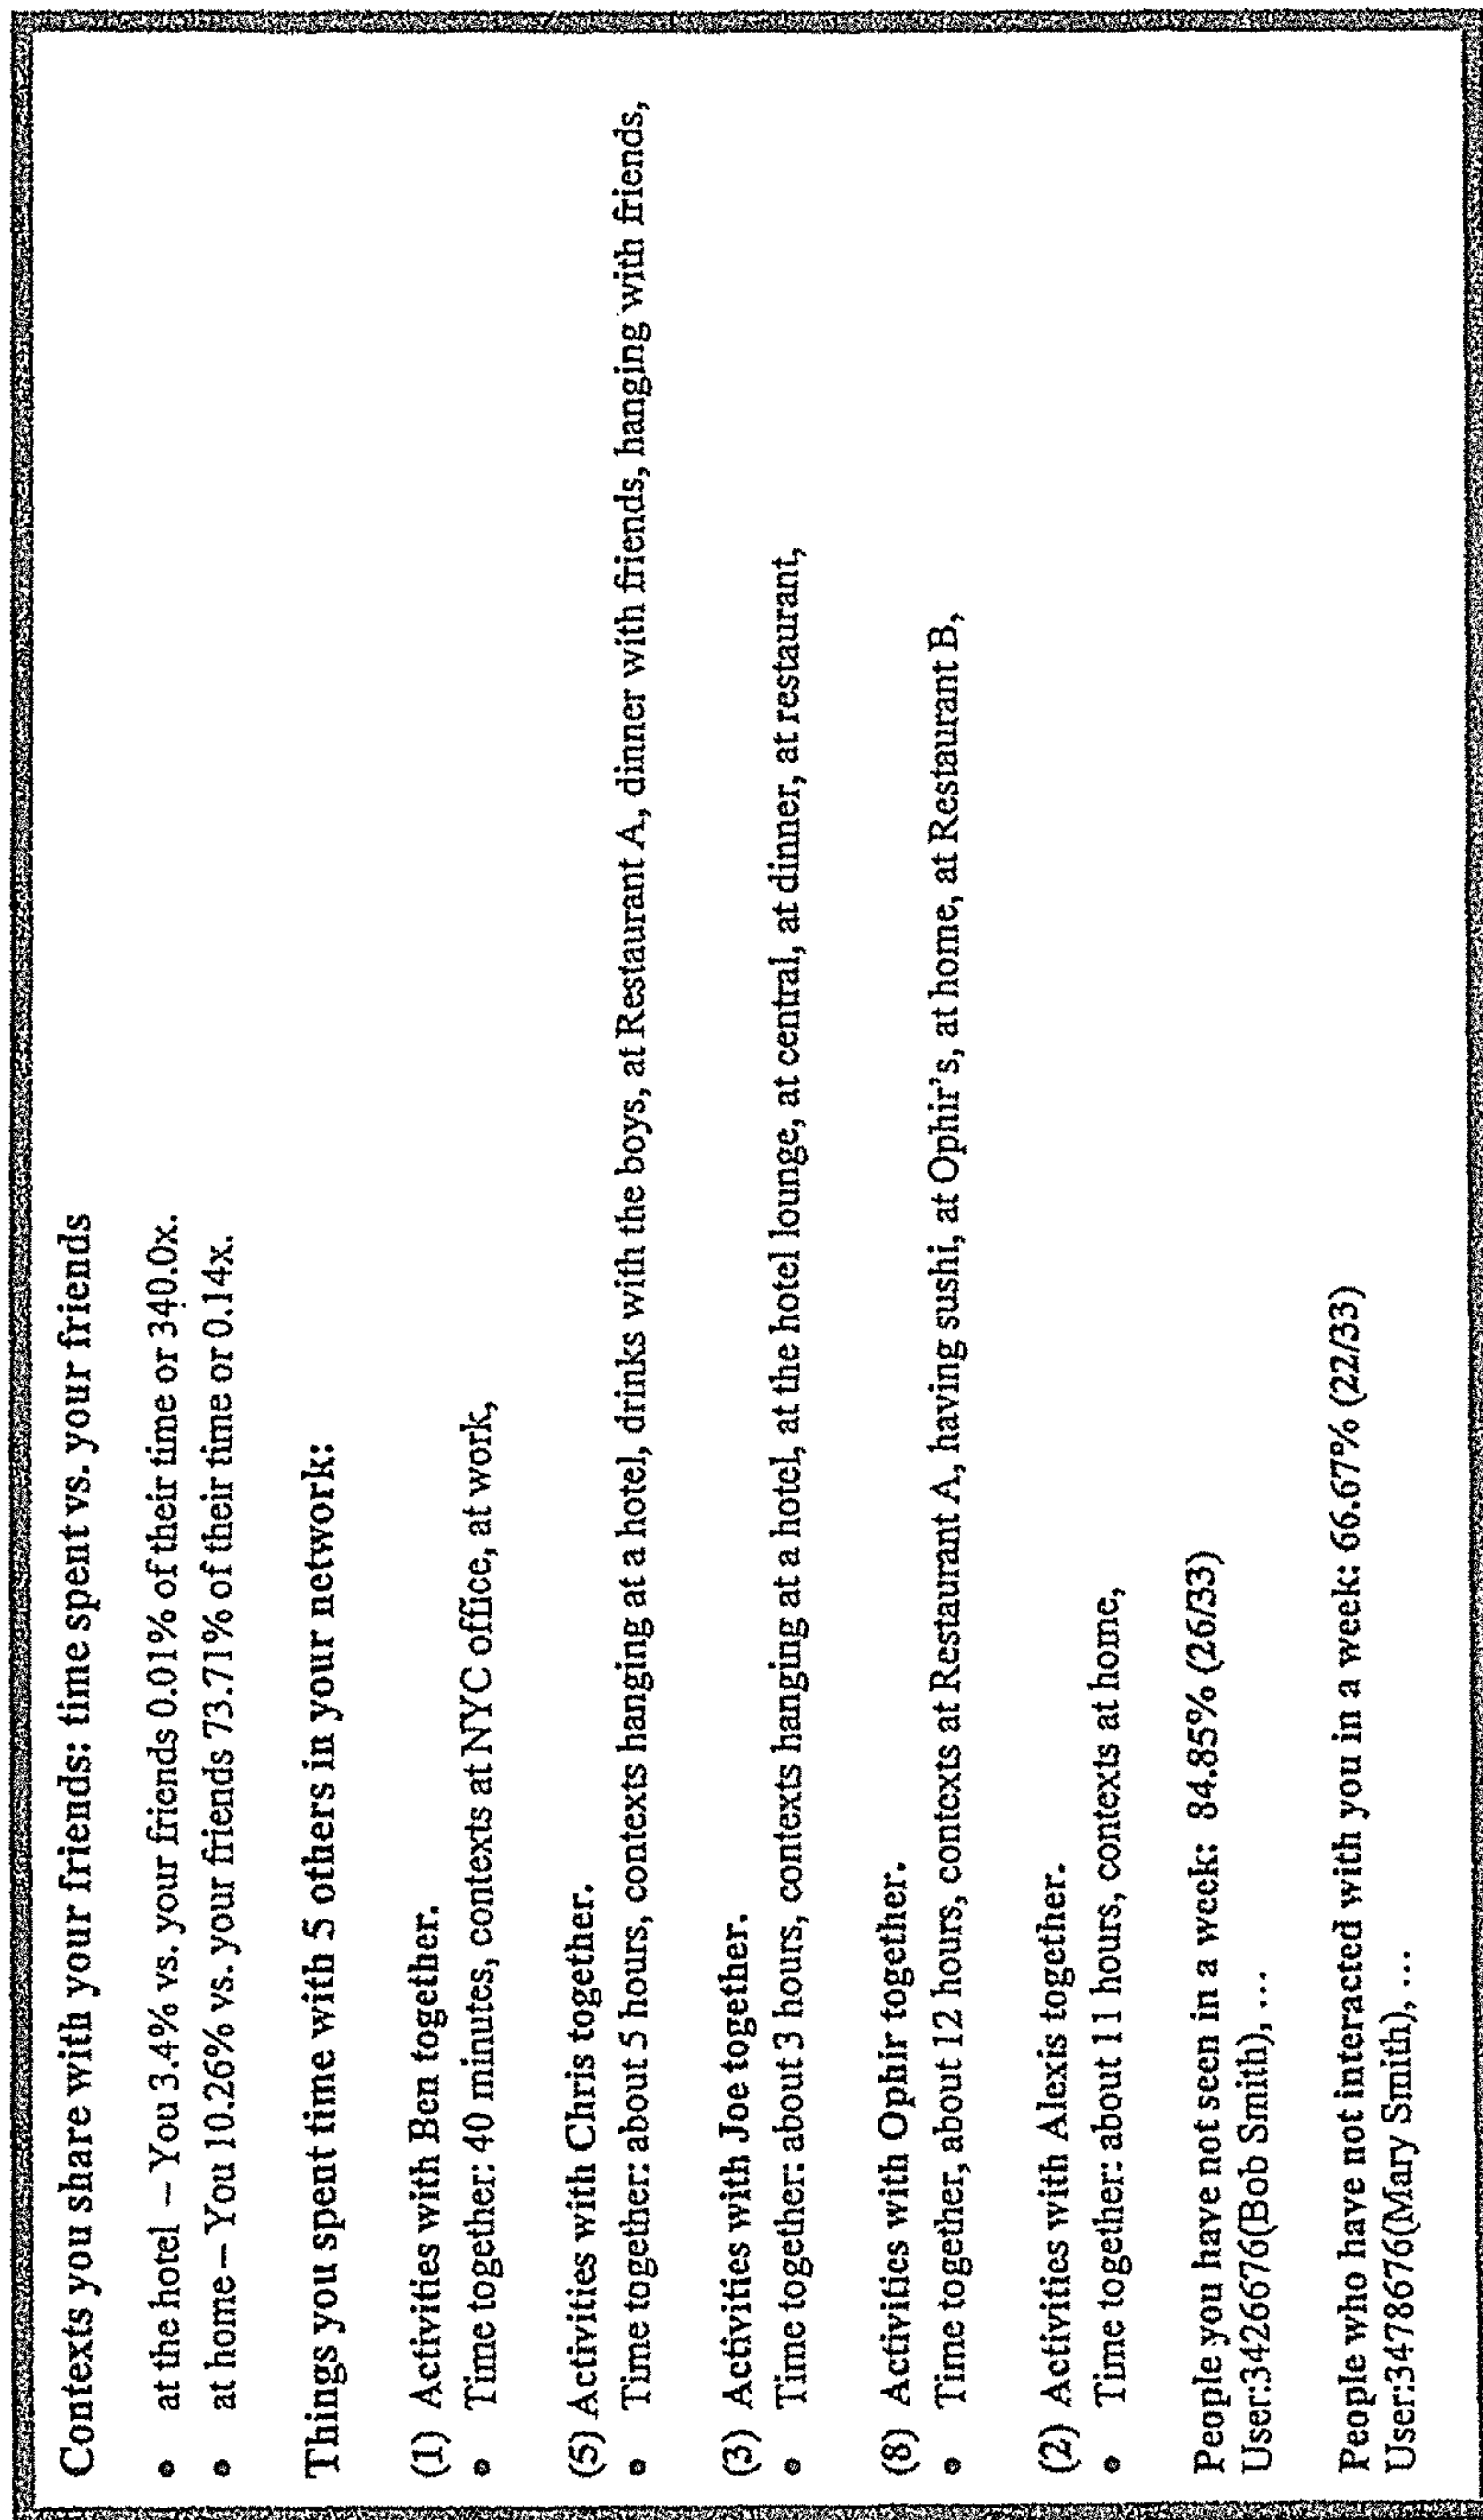 Contexts you share with your friends: time spent vs. your friends
• at the hotel – You 3.4% vs. your friends 0.01% of their time or 340.0x.
• at home – You 10.26% vs. your friends 73.71% of their time or 0.14x.
Things you spent time with 5 others in your network:
(1) Activities with Ben together.
• Time together: 40 minutes, contexts at NYC office, at work,
(5) Activities with Chris together.
• Time together: about 5 hours, contexts hanging at a hotel, drinks with the boys, at Restaurant A, dinner with friends, hanging with friends,
(3) Activities with Joe together.
• Time together: about 3 hours, contexts hanging at a hotel, at the hotel lounge, at central, at dinner, at restaurant,
(8) Activities with Ophir together.
• Time together, about 12 hours, contexts at Restaurant A, having sushi, at Ophir's, at home, at Restaurant B,
(2) Activities with Alexis together.
• Time together: about 11 hours, contexts at home,
People you have not seen in a week: 84.85% (26/33)
User:3426676(Bob Smith), ...
People who have not interacted with you in a week: 66.67% (22/33)
User:3478676(Mary Smith), ...